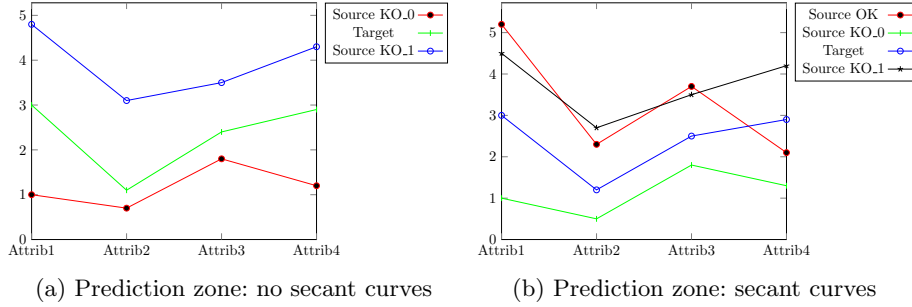 Source KO_0
Target
Source KO_1
5
4
3
2
1
0
Attrib1 Attrib2 Attrib3 Attrib4
(a) Prediction zone: no secant curves
Source OK
Source KO_0
Target
Source KO_1
5
4
3
2
1
0
Attrib1 Attrib2 Attrib3 Attrib4
(b) Prediction zone: secant curves